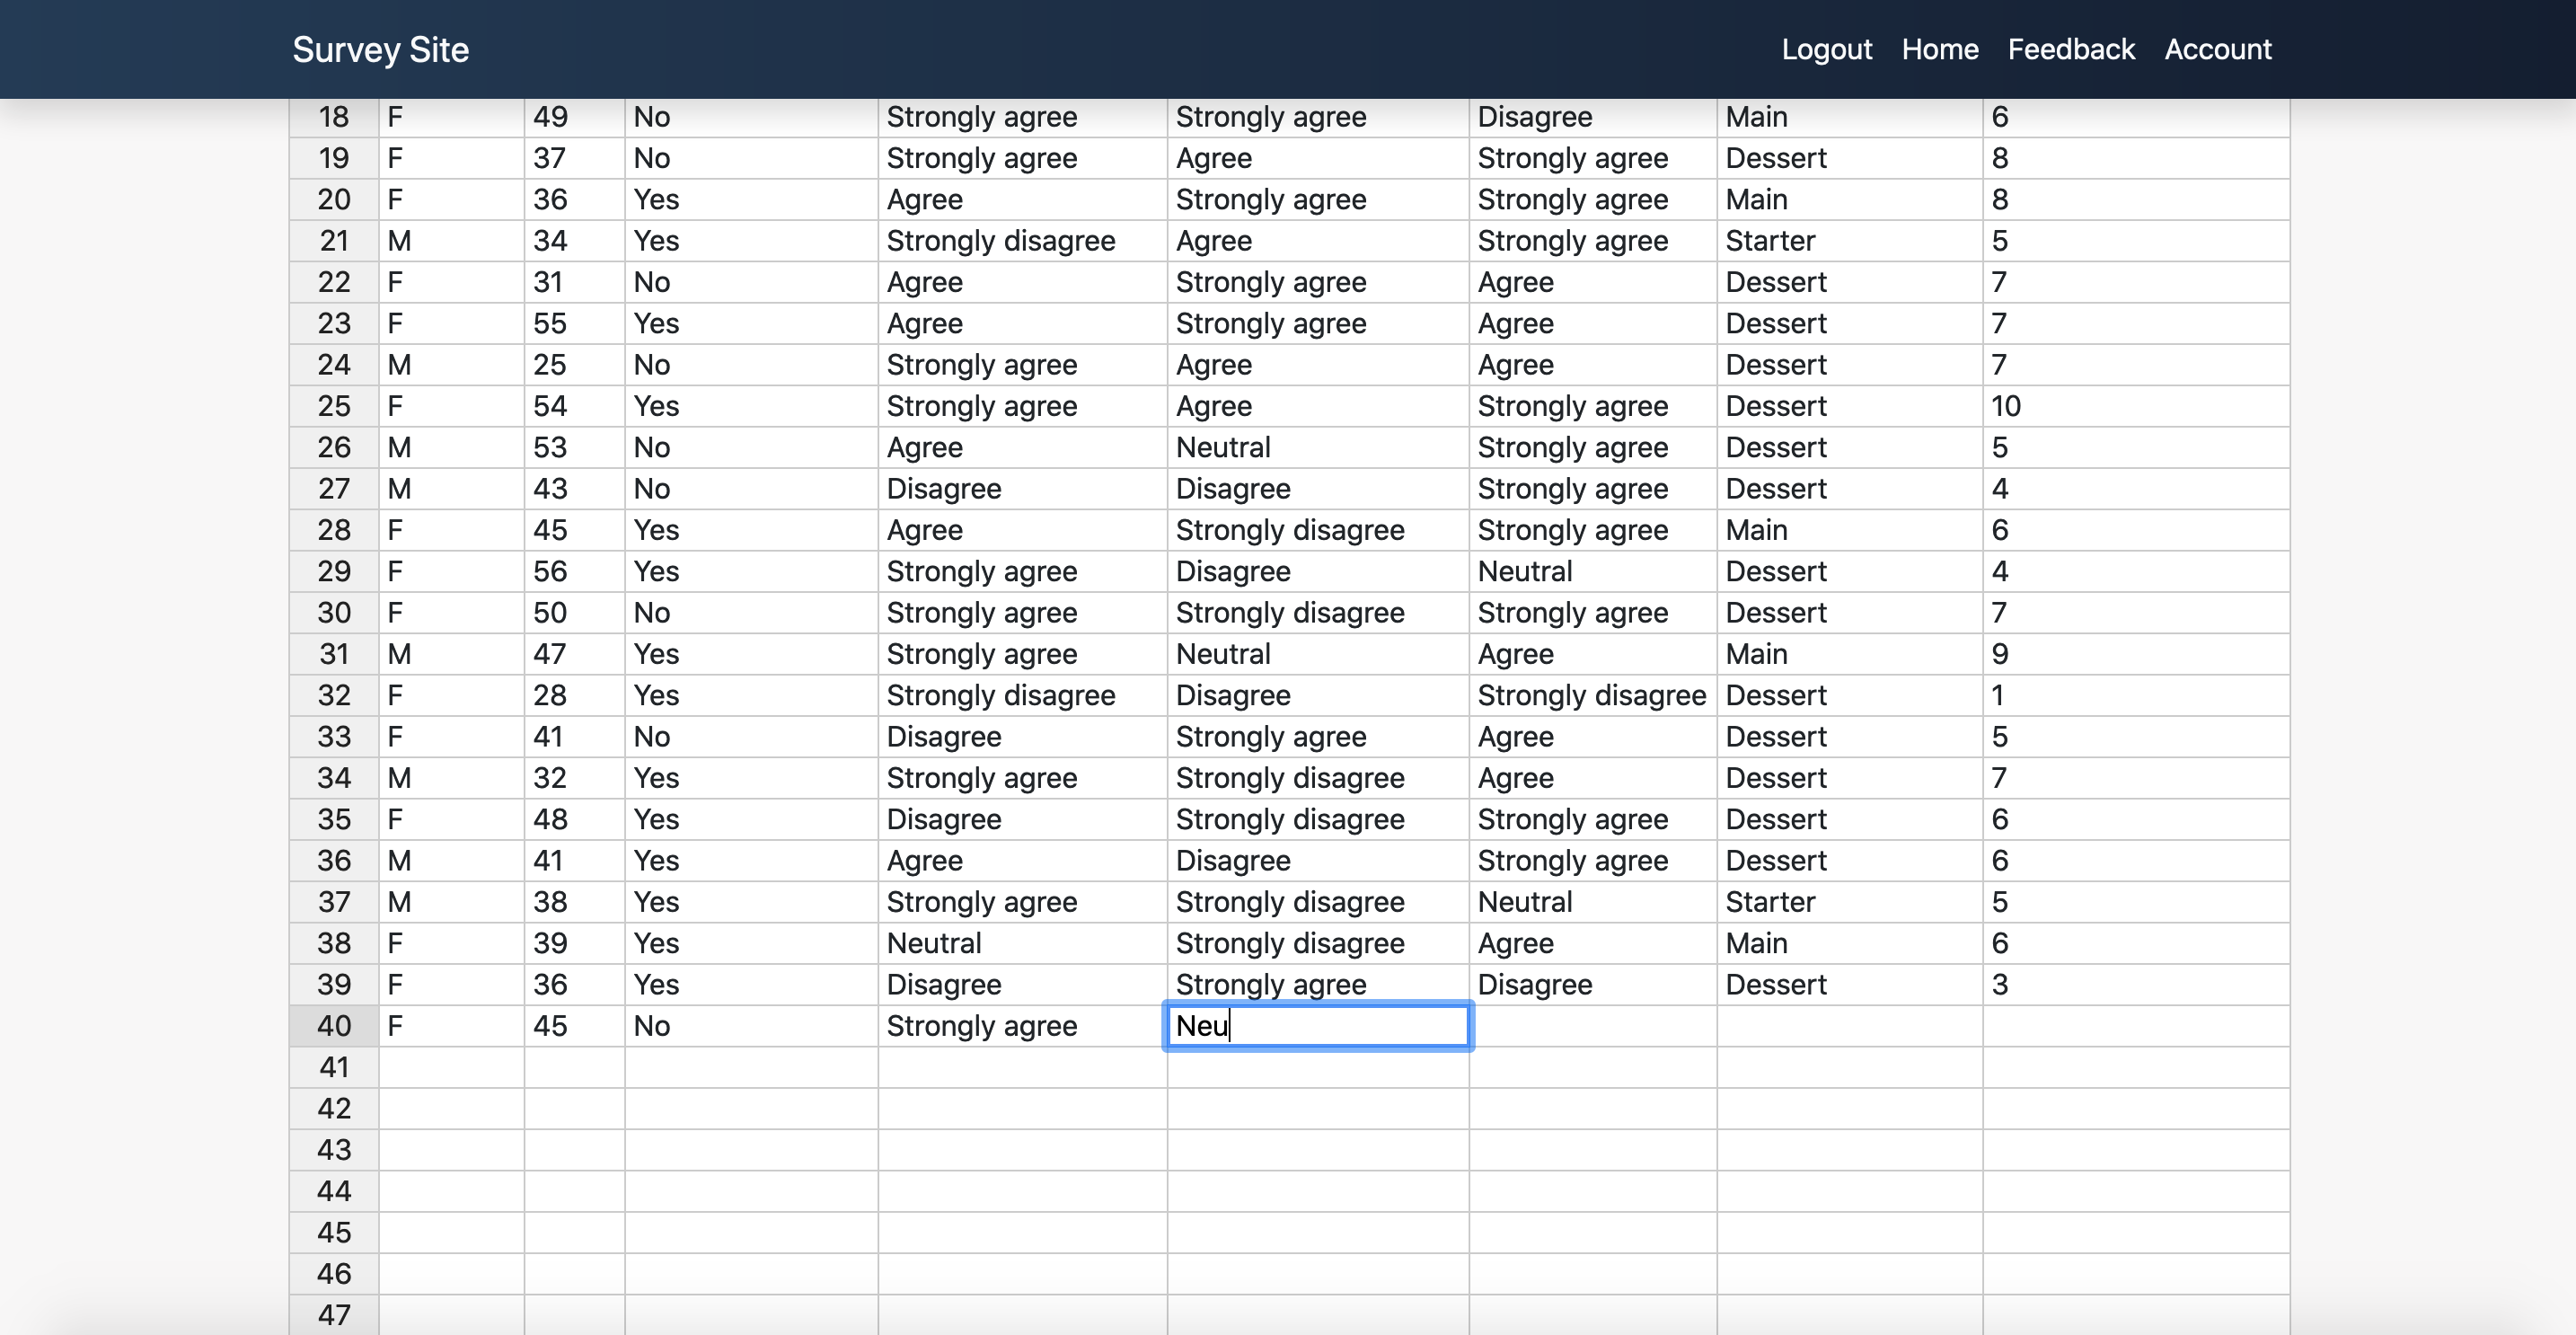 Survey Site Logout Home Feedback Account
18 F 49 No Strongly agree Strongly agree Disagree Main 6
19 F 37 No Strongly agree Agree Strongly agree Dessert 8
20 F 36 Yes Agree Strongly agree Strongly agree Main 8
21 M 34 Yes Strongly disagree Agree Strongly agree Starter 5
22 F 31 No Agree Strongly agree Agree Dessert 7
23 F 55 Yes Agree Strongly agree Agree Dessert 7
24 M 25 No Strongly agree Agree Agree Dessert 7
25 F 54 Yes Strongly agree Agree Strongly agree Dessert 10
26 M 53 No Agree Neutral Strongly agree Dessert 5
27 M 43 No Disagree Disagree Strongly agree Dessert 4
28 F 45 Yes Agree Strongly disagree Strongly agree Main 6
29 F 56 Yes Strongly agree Disagree Neutral Dessert 4
30 F 50 No Strongly agree Strongly disagree Strongly agree Dessert 7
31 M 47 Yes Strongly agree Neutral Agree Main 9
32 F 28 Yes Strongly disagree Disagree Strongly disagree Dessert 1
33 F 41 No Disagree Strongly agree Agree Dessert 5
34 M 32 Yes Strongly agree Strongly disagree Agree Dessert 7
35 F 48 Yes Disagree Strongly disagree Strongly agree Dessert 6
36 M 41 Yes Agree Disagree Strongly agree Dessert 6
37 M 38 Yes Strongly agree Strongly disagree Neutral Starter 5
38 F 39 Yes Neutral Strongly disagree Agree Main 6
39 F 36 Yes Disagree Strongly agree Disagree Dessert 3
40 F 45 No Strongly agree Neu
41
42
43
44
45
46
47